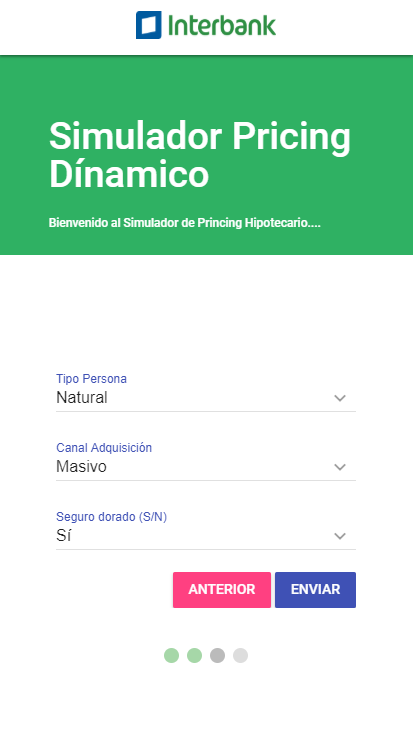 Interbank
Simulador Pricing
Dínamico
Bienvenido al Simulador de Princing Hipotecario....
Tipo Persona
Natural
Canal Adquisición
Masivo
Seguro dorado (S/N)
Sí
ANTERIOR ENVIAR